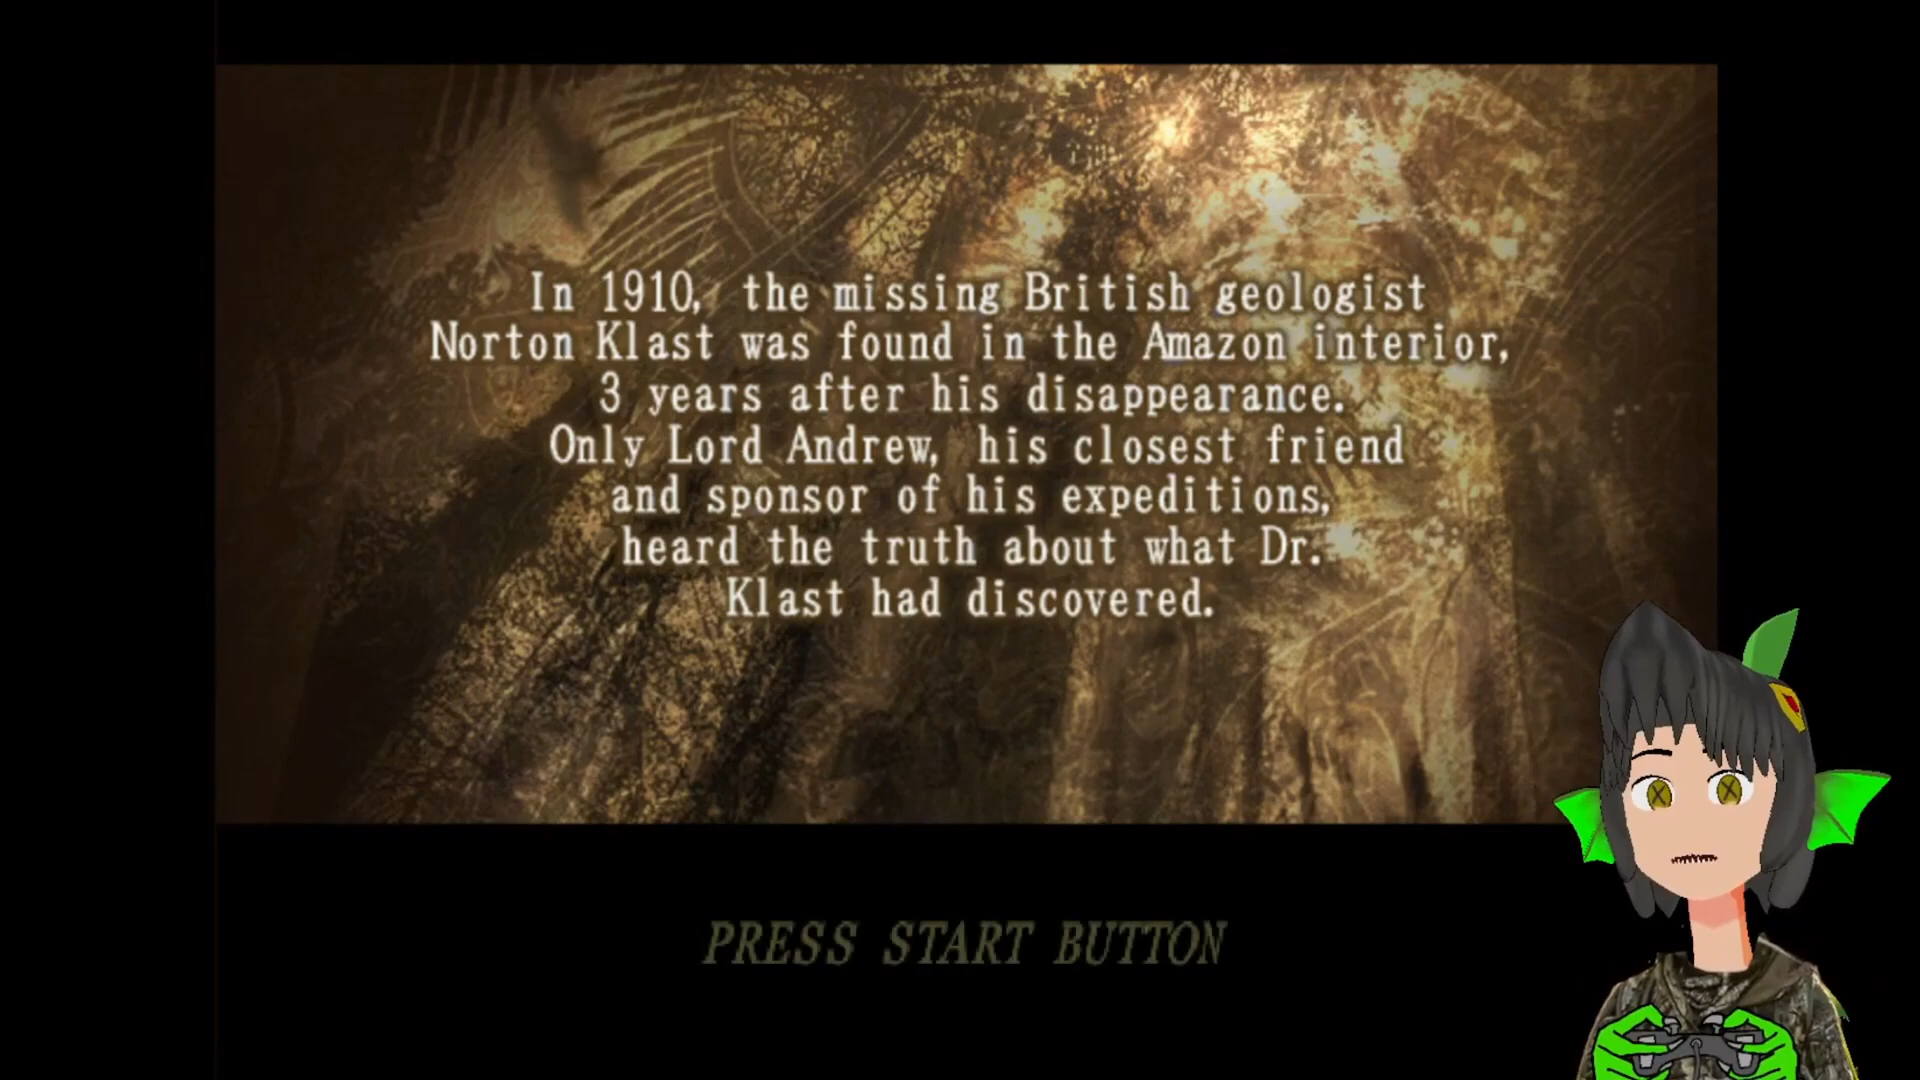 In 1910, the missing British geologist
Norton Klast was found in the Amazon interior,
3 years after his disappearance.
Only Lord Andrew, his closest friend
and sponsor of his expeditions,
heard the truth about what Dr.
Klast had discovered.
PRESS START BUTTON